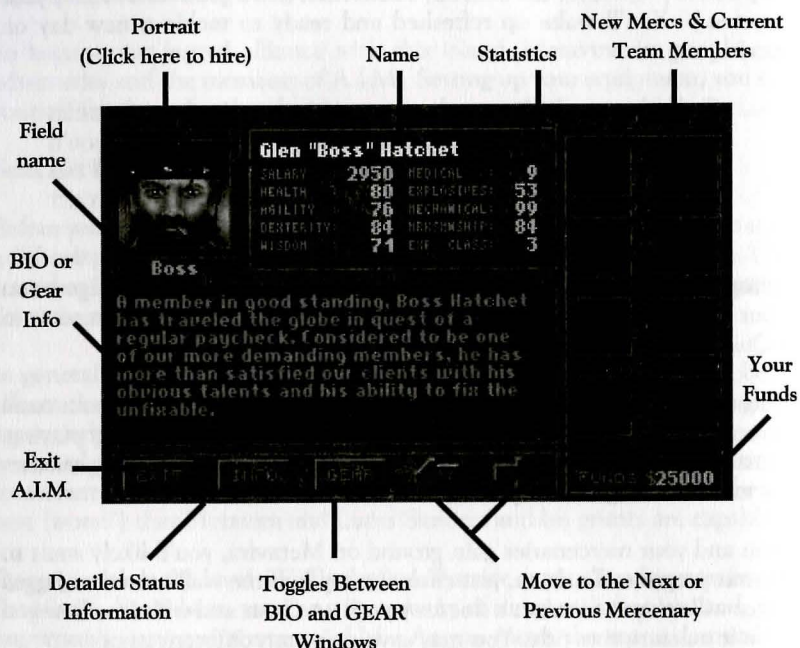 Portrait
(Click here to hire)
Name
Statistics
New Mercs & Current
Team Members
Field
name
Glen "Boss" Hatchet
SALARY 2950 MEDICAL 9
HEALTH 80 EXPLOSIVES 53
AGILITY 76 MECHANICAL 99
DEXTERITY 84 MRKSMNSHIP 84
WISDOM 71 EXP. CLASS 3
Boss
BIO or
Gear
Info
A member in good standing, Boss Hatchet
has traveled the globe in quest of a
regular paycheck. Considered to be one
of our more demanding members, he has
more than satisfied our clients with his
obvious talents and his ability to fix the
unfixable.
Your
Funds
Exit
A.I.M.
EXIT INFO GEAR
FUNDS $25000
Detailed Status
Information
Toggles Between
BIO and GEAR
Windows
Move to the Next or
Previous Mercenary